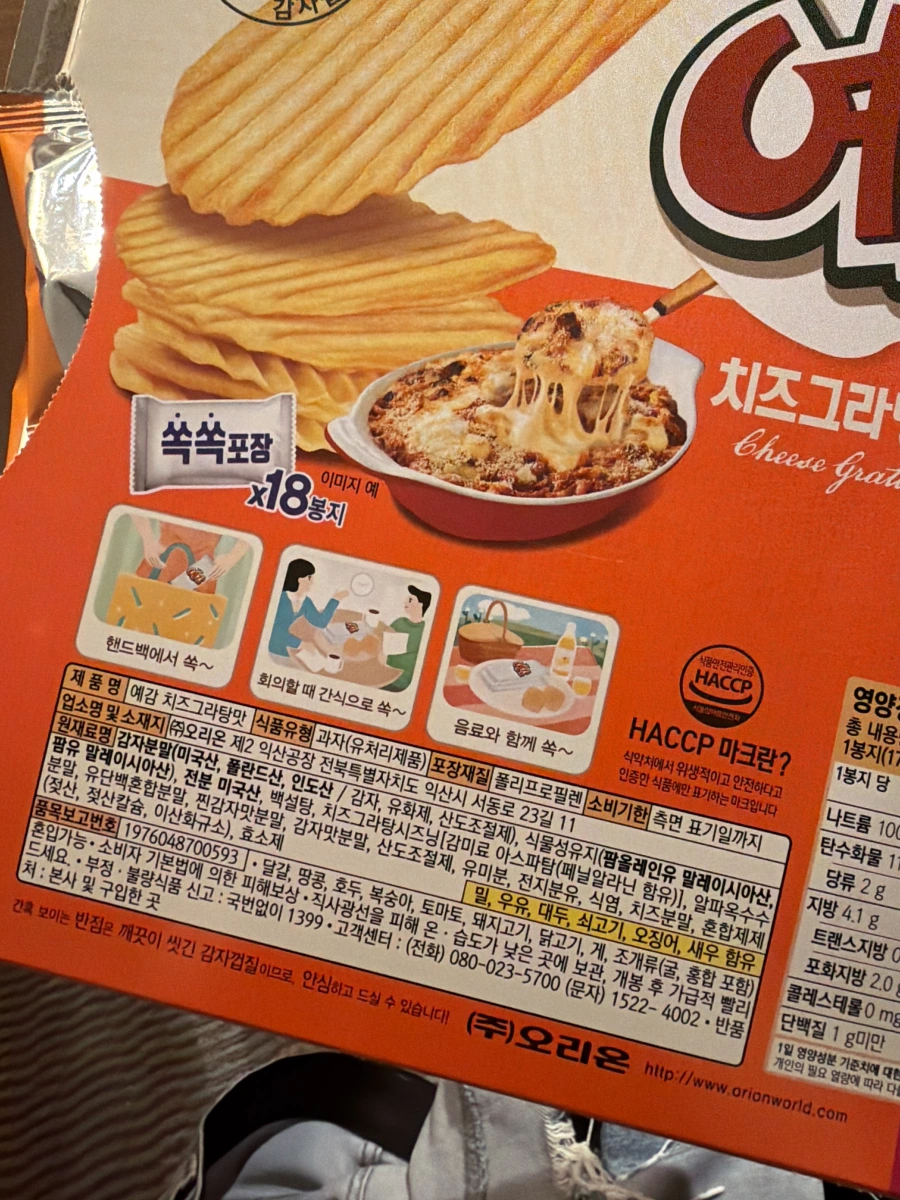 감자
예
치즈그라
Cheese Grat
쏙쏙포장
x18봉지
이미지 예
핸드백에서 쏙~
회의할 때 간식으로 쏙~
음료와 함께 쏙~
식품안전관리인증
HACCP
식품의약품안전처
HACCP 마크란?
식약처에서 위생적이고 안전하다고
인증한 식품에만 표기하는 마크입니다
제품명 예감 치즈그라탕맛 식품유형 과자(유처리제품) 포장재질 폴리프로필렌 소비기한 측면 표기일까지
업소명 및 소재지 ㈜오리온 제2 익산공장 전북특별자치도 익산시 서동로 23길 11
원재료명 감자분말(미국산, 폴란드산, 인도산 / 감자, 유화제, 산도조절제), 식물성유지(팜올레인유 말레이시아산,
팜유 말레이시아산), 전분 미국산, 백설탕, 치즈그라탕시즈닝[감미료 아스파탐(페닐알라닌 함유)], 알파옥수수
분말, 유단백혼합분말, 찐감자맛분말, 감자맛분말, 산도조절제, 유미분, 전지분유, 식염, 치즈분말, 혼합제제
(젖산, 젖산칼슘, 이산화규소), 효소제 밀, 우유, 대두, 쇠고기, 오징어, 새우 함유
품목보고번호 1976048700593 • 달걀, 땅콩, 호두, 복숭아, 토마토, 돼지고기, 닭고기, 게, 조개류(굴, 홍합 포함)
혼입가능 • 소비자 기본법에 의한 피해보상 • 직사광선을 피해 온·습도가 낮은 곳에 보관, 개봉 후 가급적 빨리
드세요. • 부정·불량식품 신고 : 국번없이 1399 • 고객센터 : (전화) 080-023-5700 (문자) 1522-4002 • 반품
처 : 본사 및 구입한 곳
간혹 보이는 반점은 깨끗이 씻긴 감자껍질이므로, 안심하고 드실 수 있습니다!
(주)오리온 http://www.orionworld.com
영양
총 내용
1봉지(17
1봉지 당
나트륨 100
탄수화물 11
당류 2 g
지방 4.1 g
트랜스지방 0
포화지방 2.0
콜레스테롤 0 mg
단백질 1 g미만
1일 영양성분 기준치에 대한
개인의 필요 열량에 따라 다